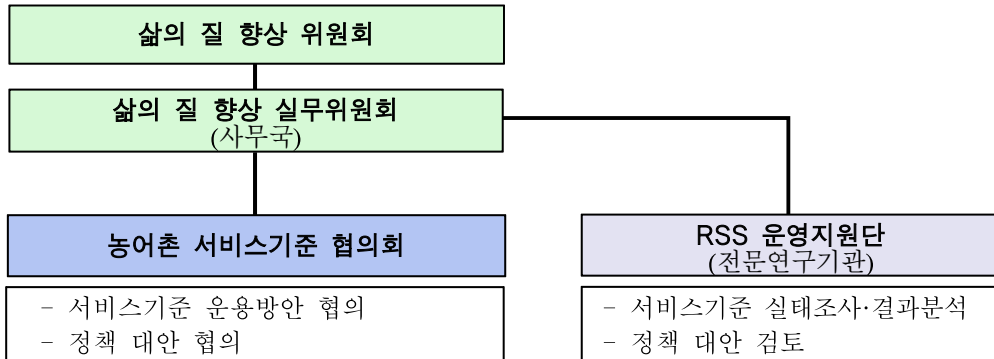 삶의 질 향상 위원회
삶의 질 향상 실무위원회
(사무국)
농어촌 서비스기준 협의회
- 서비스기준 운용방안 협의
- 정책 대안 협의
RSS 운영지원단
(전문연구기관)
- 서비스기준 실태조사·결과분석
- 정책 대안 검토